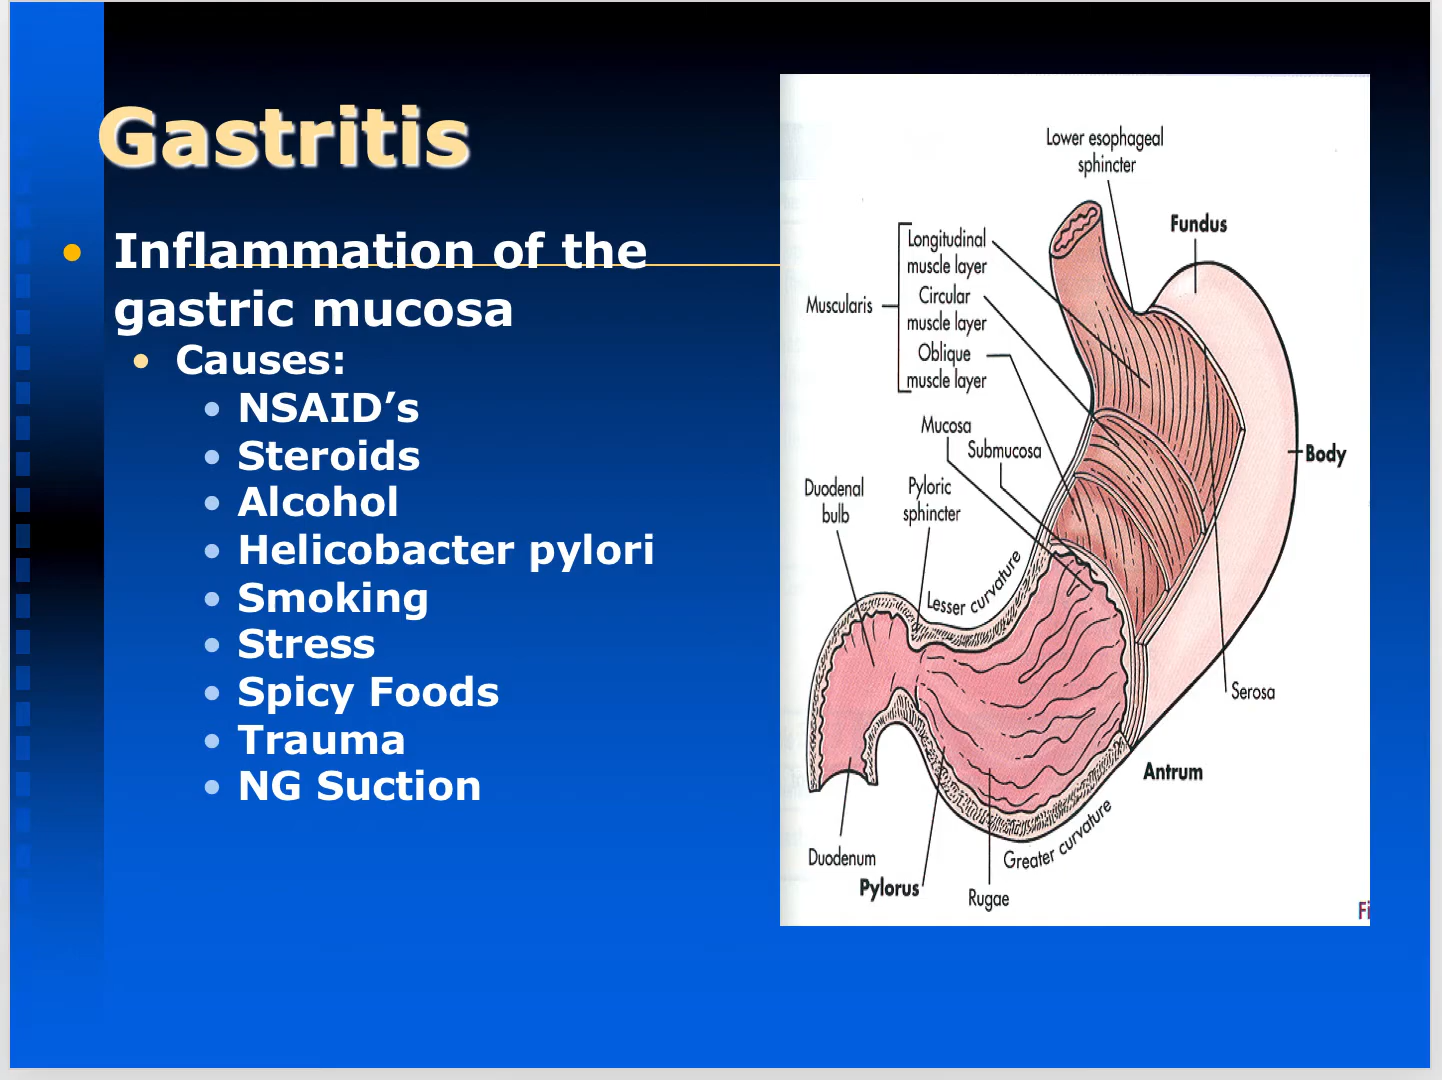 Gastritis
Inflammation of the
gastric mucosa
Causes:
NSAID’s
Steroids
Alcohol
Helicobacter pylori
Smoking
Stress
Spicy Foods
Trauma
NG Suction
Lower esophageal
sphincter
Fundus
Longitudinal
muscle layer
Muscularis
Circular
muscle layer
Oblique
muscle layer
Mucosa
Submucosa
Body
Duodenal
bulb
Pyloric
sphincter
Lesser curvature
Serosa
Antrum
Greater curvature
Duodenum
Pylorus
Rugae
Fi